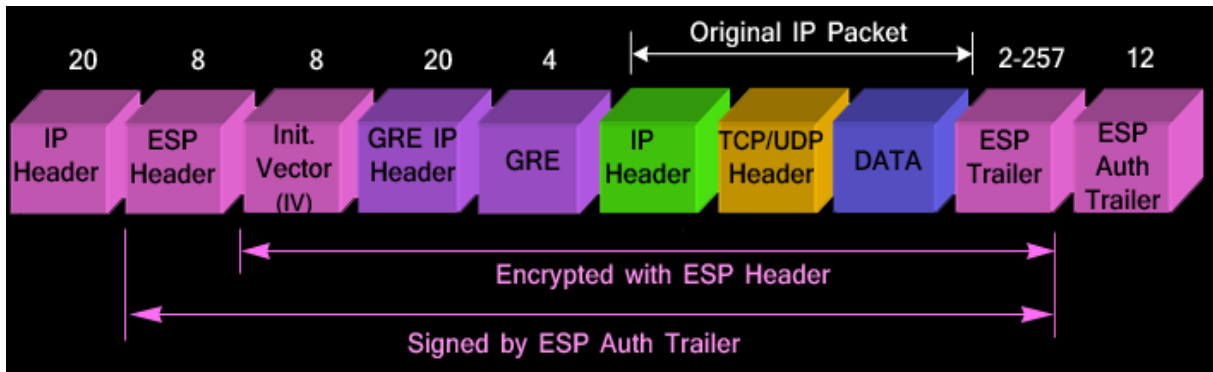 Original IP Packet
20 8 8 20 4 2-257 12
IP Header
ESP Header
Init. Vector (IV)
GRE IP Header
GRE
IP Header
TCP/UDP Header
DATA
ESP Trailer
ESP Auth Trailer
Encrypted with ESP Header
Signed by ESP Auth Trailer